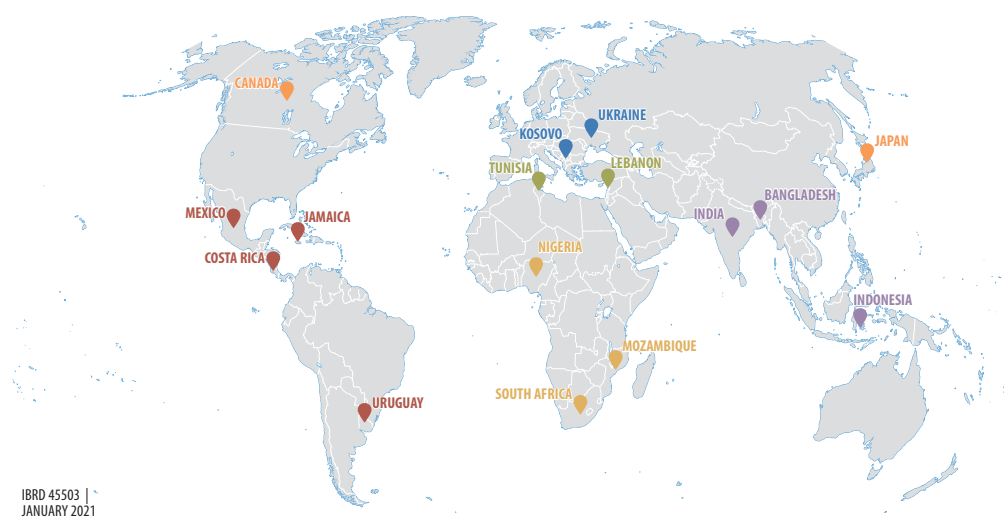 CANADA
UKRAINE
KOSOVO
JAPAN
TUNISIA
LEBANON
BANGLADESH
MEXICO
JAMAICA
INDIA
COSTA RICA
NIGERIA
INDONESIA
MOZAMBIQUE
SOUTH AFRICA
URUGUAY
IBRD 45503 |
JANUARY 2021